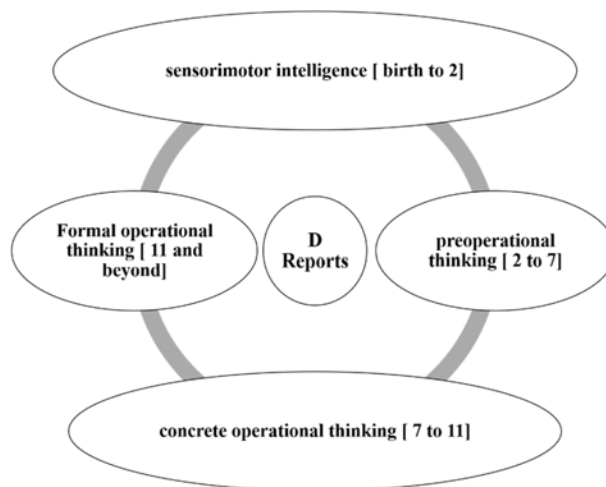 sensorimotor intelligence [ birth to 2]
Formal operational
thinking [ 11 and
beyond]
D
Reports
preoperational
thinking [ 2 to 7]
concrete operational thinking [ 7 to 11]